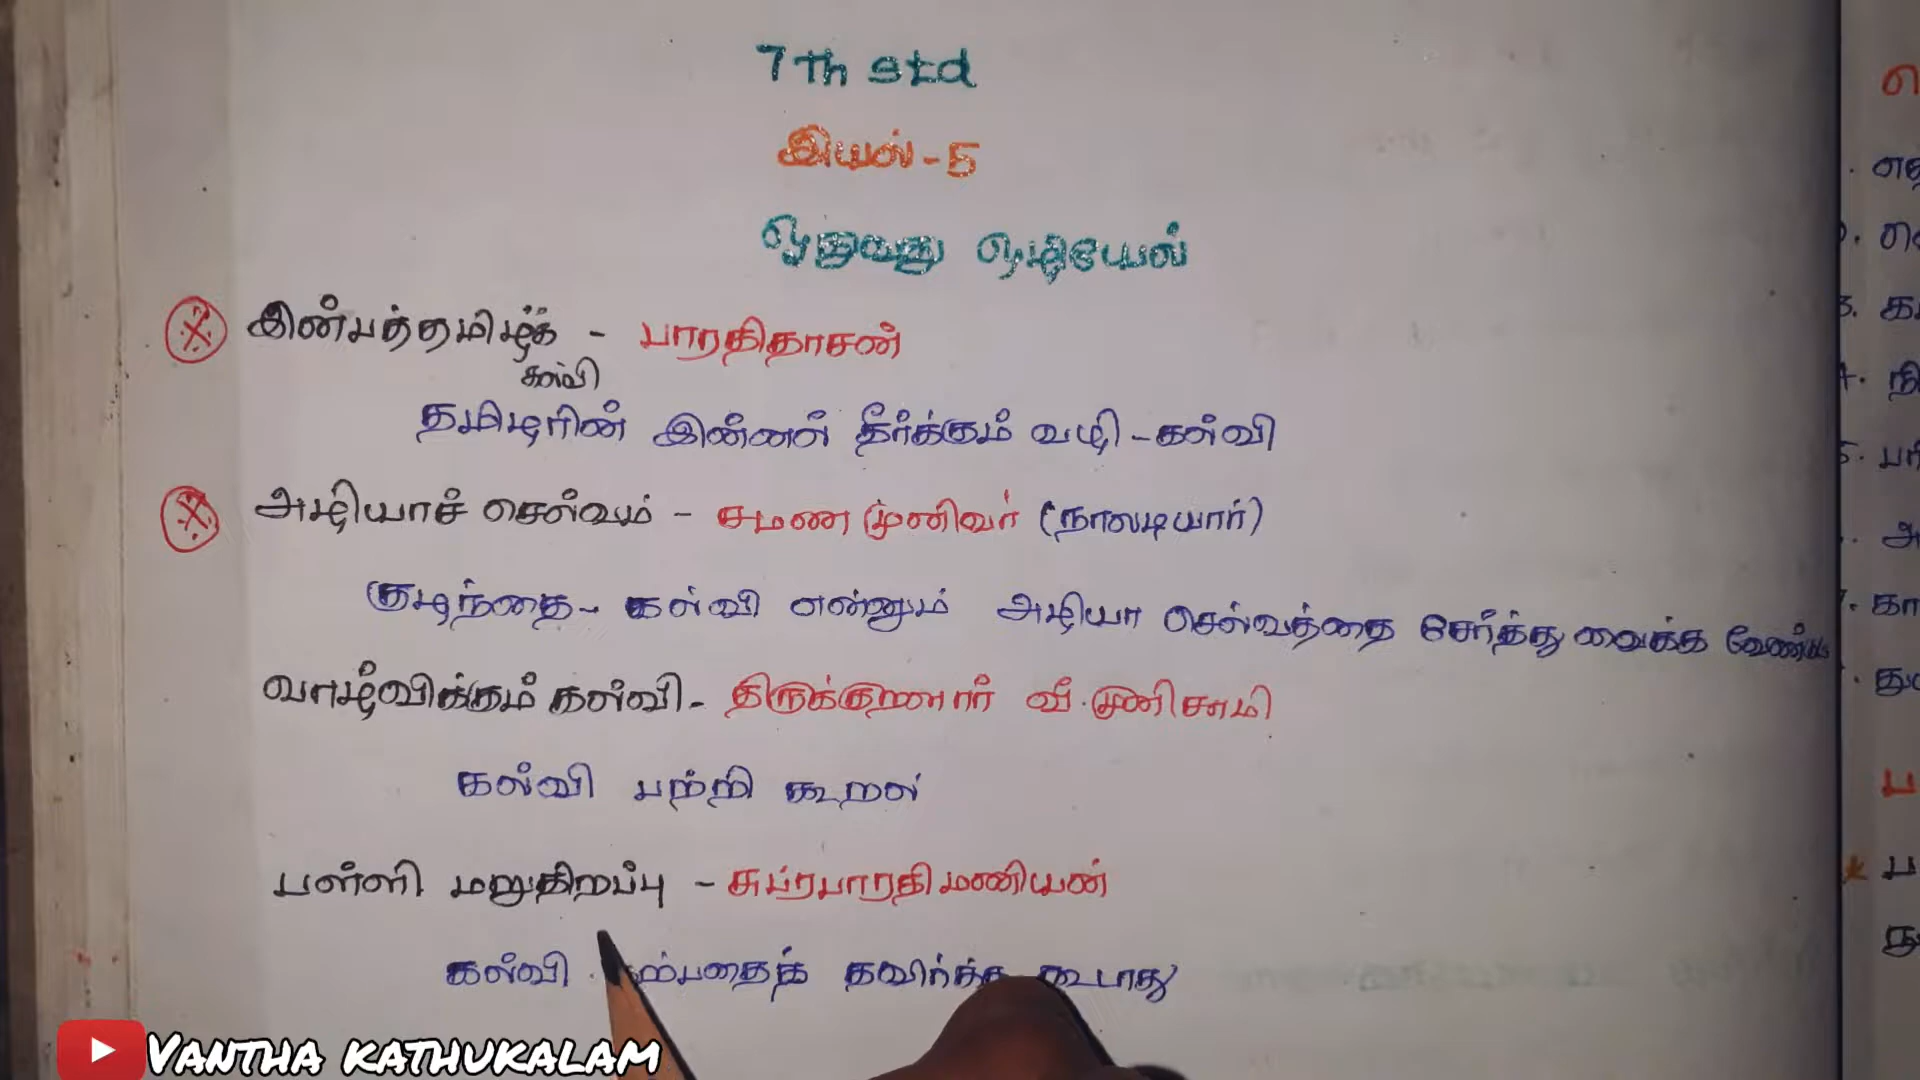 7Th std
இயல் - 5
ஓதுவது ஒழியேல்
இன்பத்தமிழ்க் - பாரதிதாசன்
கல்வி
தமிழரின் இன்னல் தீர்க்கும் வழி - கல்வி
அழியாச் செல்வம் - சமண முனிவர் (நாலடியார்)
குழந்தை - கல்வி என்னும் அழியா செல்வத்தை சேர்த்து வைக்க
வாழ்விக்கும் கல்வி - திருக்குறளார் வீ. முனிசாமி
கல்வி பற்றி கூறல்
பள்ளி மறுதிறப்பு - சுப்ரபாரதிமணியன்
கல்வி கூடாது
VANTHA KATHUKALAM